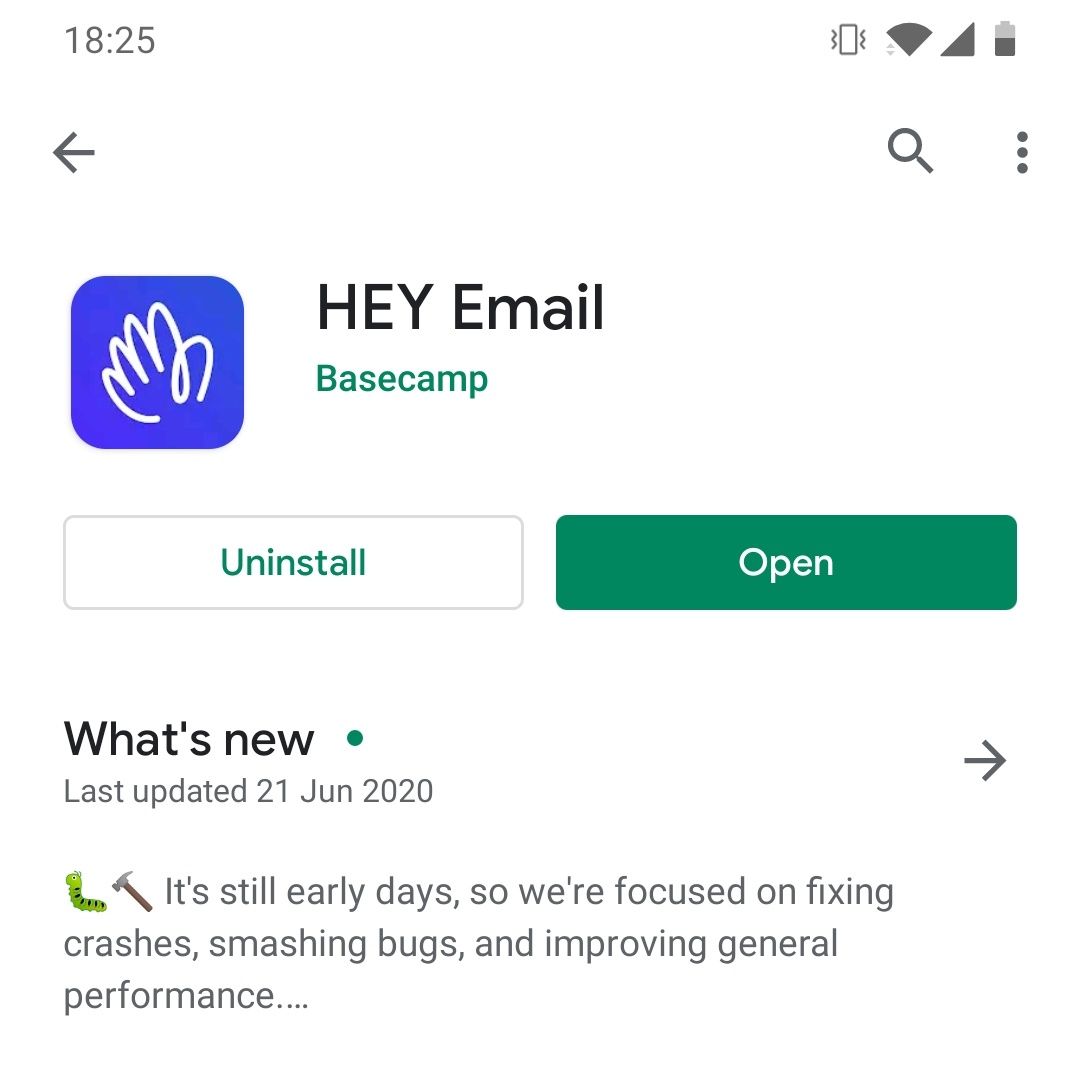 18:25
HEY Email
Basecamp
Uninstall
Open
What's new
Last updated 21 Jun 2020
🐛🔨 It's still early days, so we're focused on fixing
crashes, smashing bugs, and improving general
performance.…